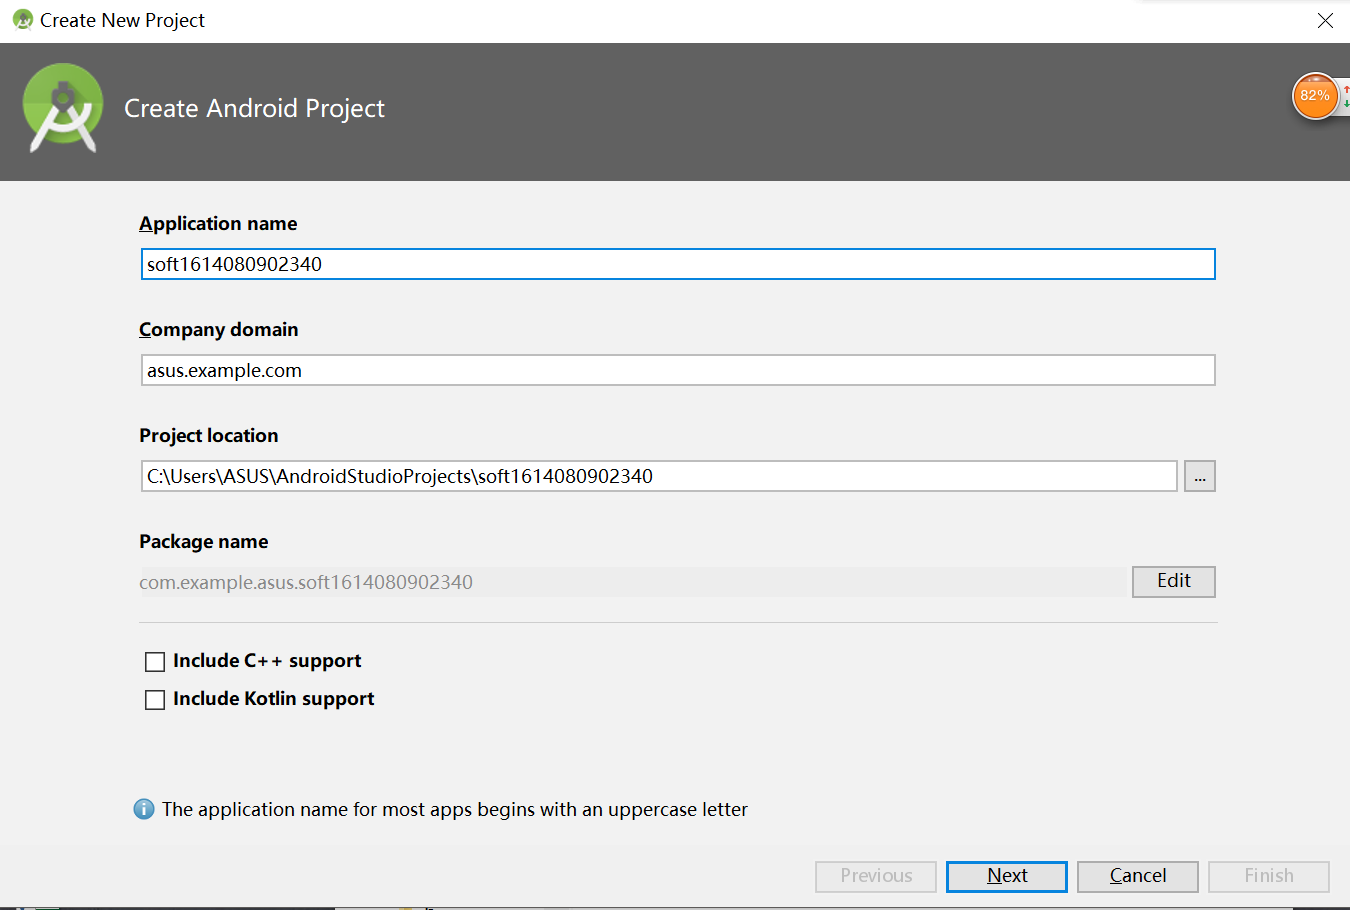 Create New Project
Create Android Project
82%
Application name
soft1614080902340
Company domain
asus.example.com
Project location
C:\Users\ASUS\AndroidStudioProjects\soft1614080902340
...
Package name
com.example.asus.soft1614080902340
Edit
Include C++ support
Include Kotlin support
The application name for most apps begins with an uppercase letter
Previous
Next
Cancel
Finish